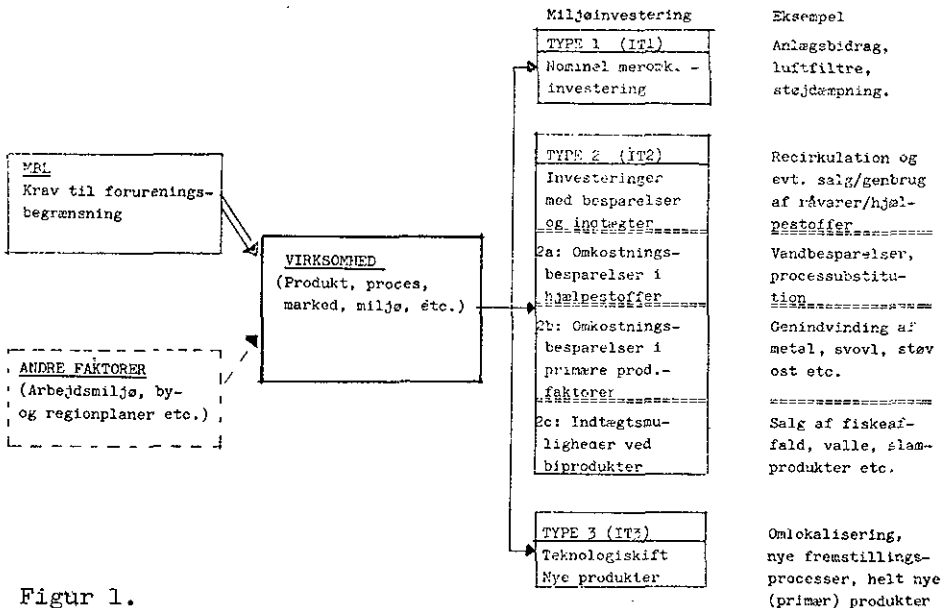 Miljøinvestering
Eksempel
TYPE 1 (IT1)
Nominel meromk. -
investering
Anlægsbidrag,
luftfiltre,
støjdæmpning.
MBL
Krav til forurenings-
begrænsning
VIRKSOMHED
(Produkt, proces,
marked, miljø, etc.)
ANDRE FAKTORER
(Arbejdsmiljø, by-
og regionplaner etc.)
TYPE 2 (IT2)
Investeringer
med besparelser
og indtægter
Recirkulation og
evt. salg/genbrug
af råvarer/hjæl-
pestoffer
2a: Omkostnings-
besparelser i
hjælpestoffer
Vandbesparelser,
processubstitu-
tion
2b: Omkostnings-
besparelser i
primære prod.-
faktorer
Genindvinding af
metal, svovl, støv
ost etc.
2c: Indtægtsmu-
ligheder ved
biprodukter
Salg af fiskeaf-
fald, valle, slam-
produkter etc.
TYPE 3 (IT3)
Teknologiskift
Nye produkter
Omlokalisering,
nye fremstillings-
processer, helt nye
(primær) produkter
Figur 1.